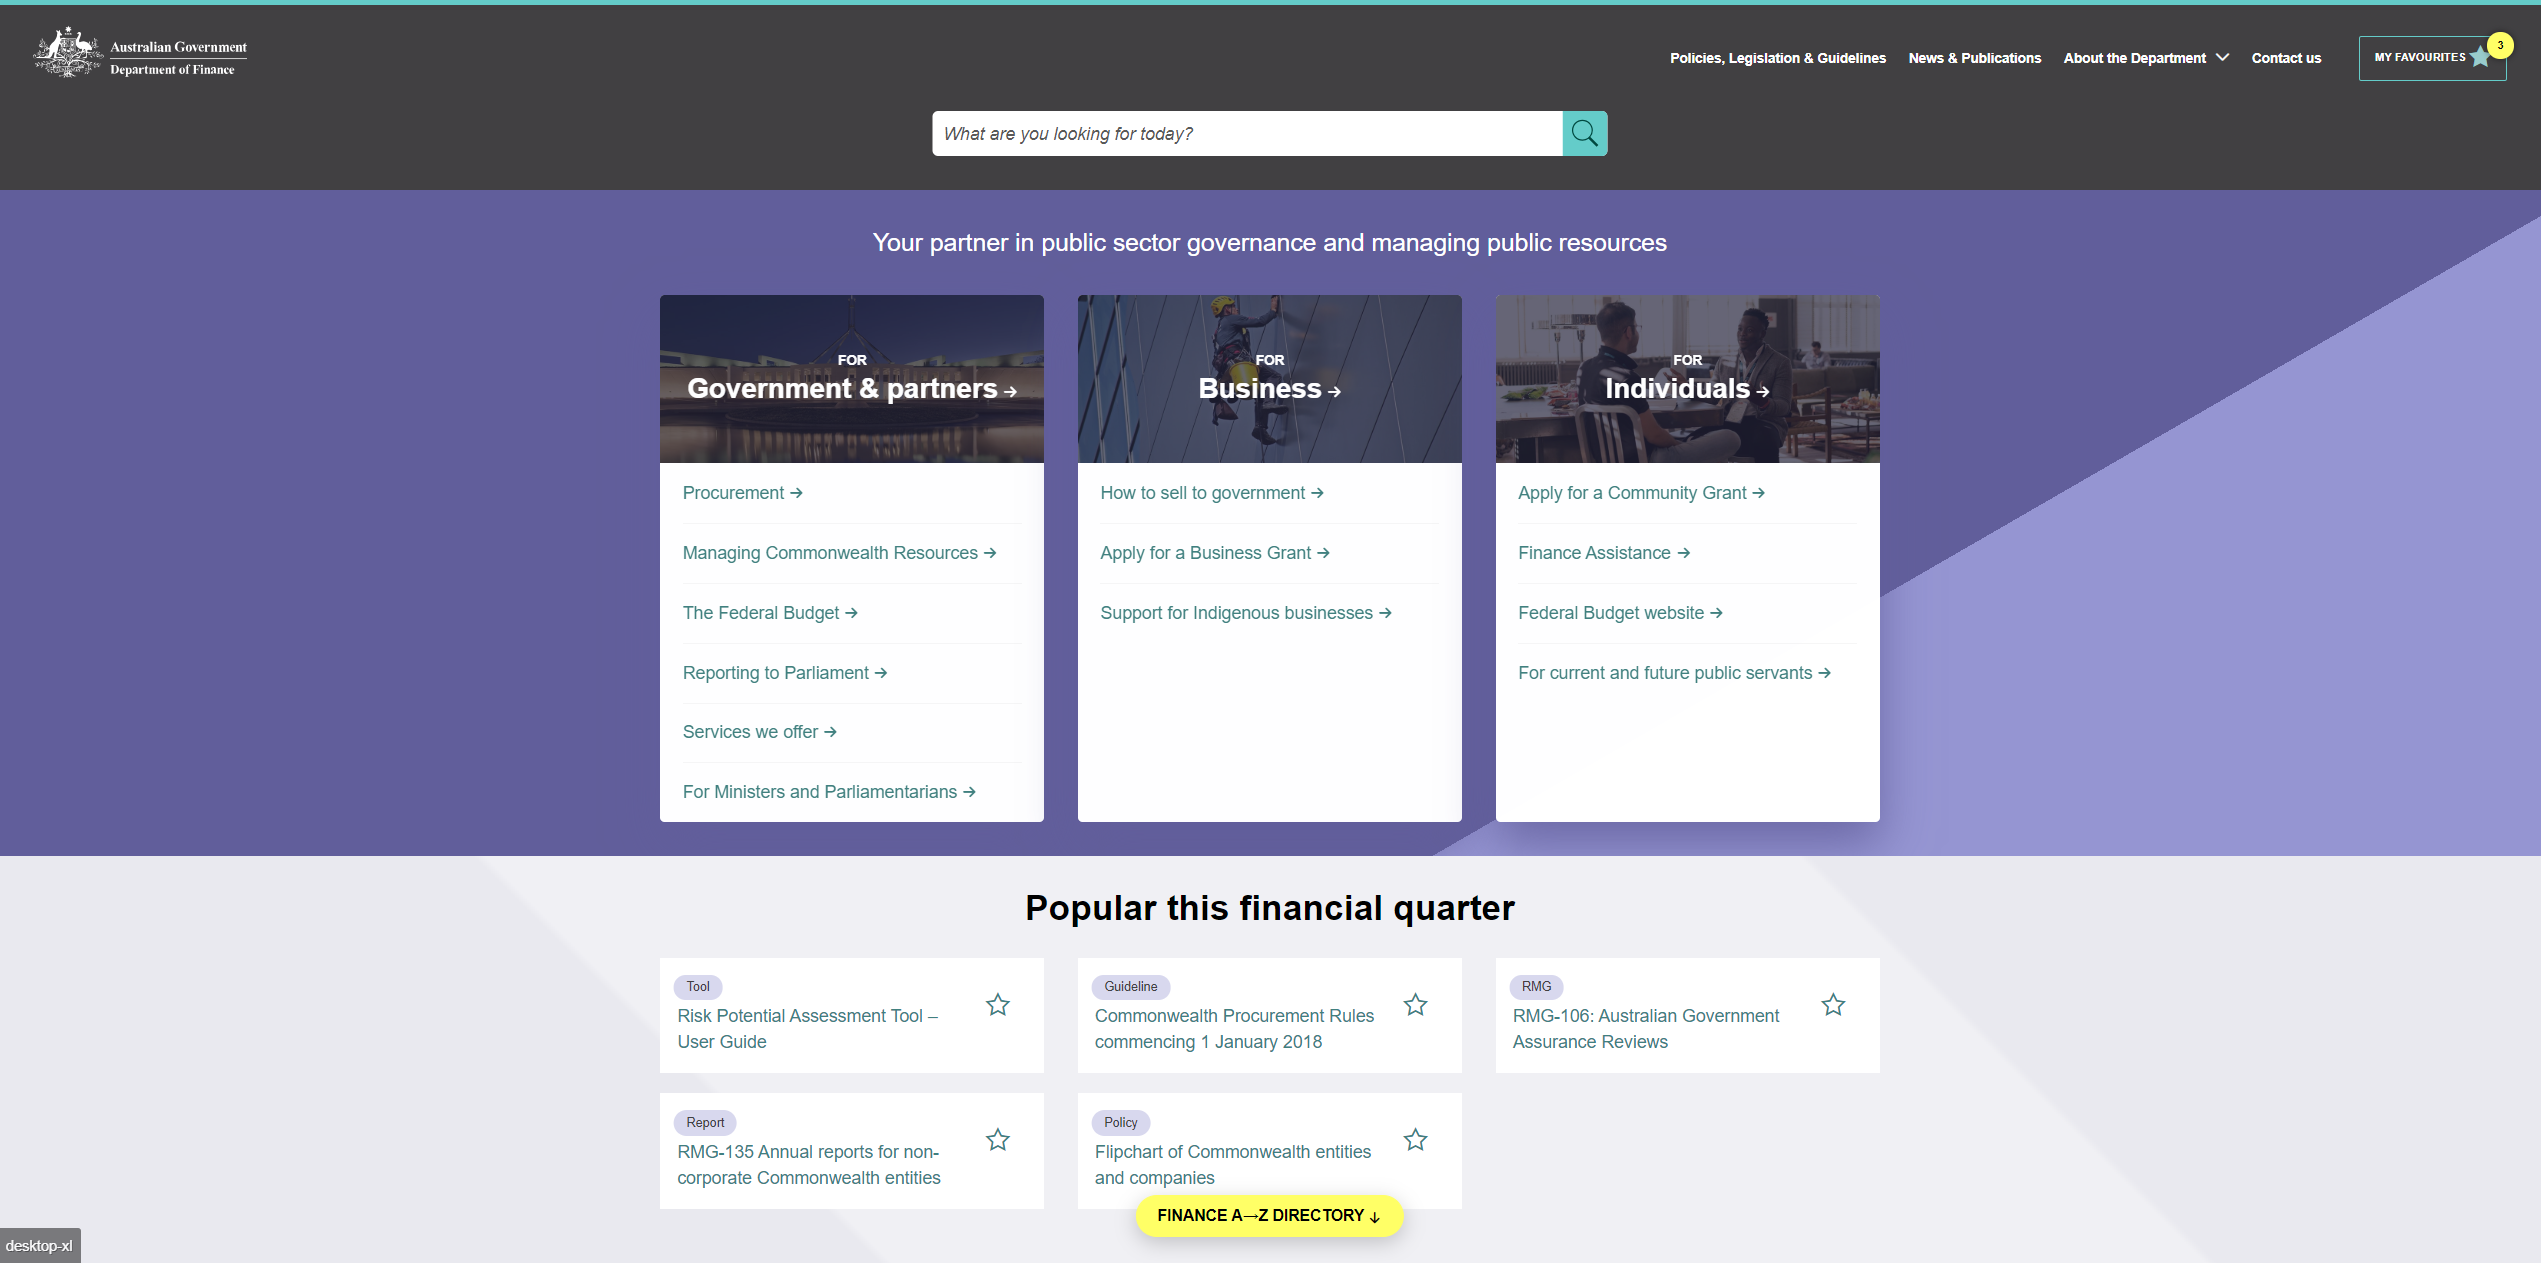 Australian Government
Department of Finance
Policies, Legislation & Guidelines
News & Publications
About the Department
Contact us
MY FAVOURITES
3
What are you looking for today?
Your partner in public sector governance and managing public resources
FOR
Government & partners →
Procurement →
Managing Commonwealth Resources →
The Federal Budget →
Reporting to Parliament →
Services we offer →
For Ministers and Parliamentarians →
FOR
Business →
How to sell to government →
Apply for a Business Grant →
Support for Indigenous businesses →
FOR
Individuals →
Apply for a Community Grant →
Finance Assistance →
Federal Budget website →
For current and future public servants →
Popular this financial quarter
Tool
Risk Potential Assessment Tool –
User Guide
Guideline
Commonwealth Procurement Rules
commencing 1 January 2018
RMG
RMG-106: Australian Government
Assurance Reviews
Report
RMG-135 Annual reports for non-
corporate Commonwealth entities
Policy
Flipchart of Commonwealth entities
and companies
FINANCE A→Z DIRECTORY ↓
desktop-xl